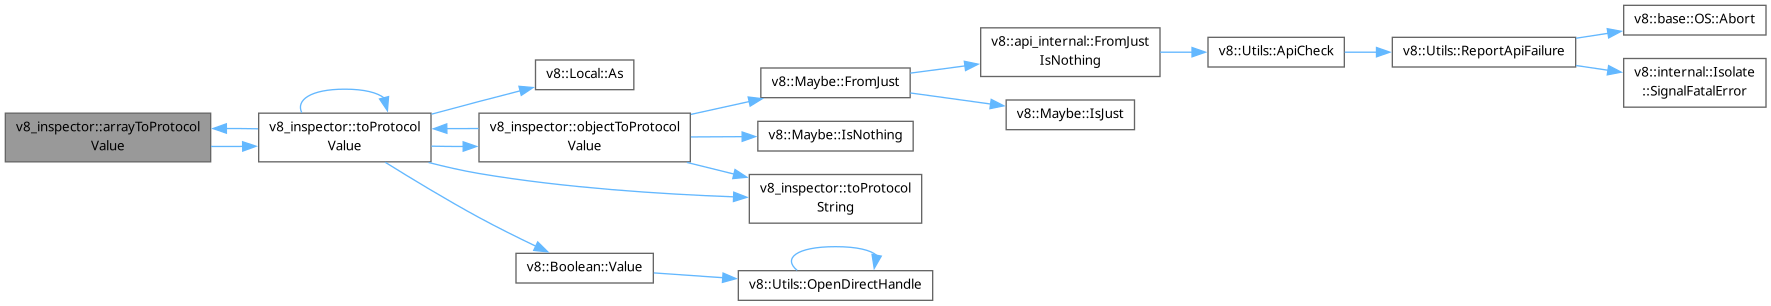 v8_inspector::arrayToProtocol
Value
v8_inspector::toProtocol
Value
v8::Local::As
v8_inspector::objectToProtocol
Value
v8::Maybe::FromJust
v8::api_internal::FromJust
IsNothing
v8::Utils::ApiCheck
v8::Utils::ReportApiFailure
v8::base::OS::Abort
v8::internal::Isolate
::SignalFatalError
v8::Maybe::IsJust
v8::Maybe::IsNothing
v8_inspector::toProtocol
String
v8::Boolean::Value
v8::Utils::OpenDirectHandle